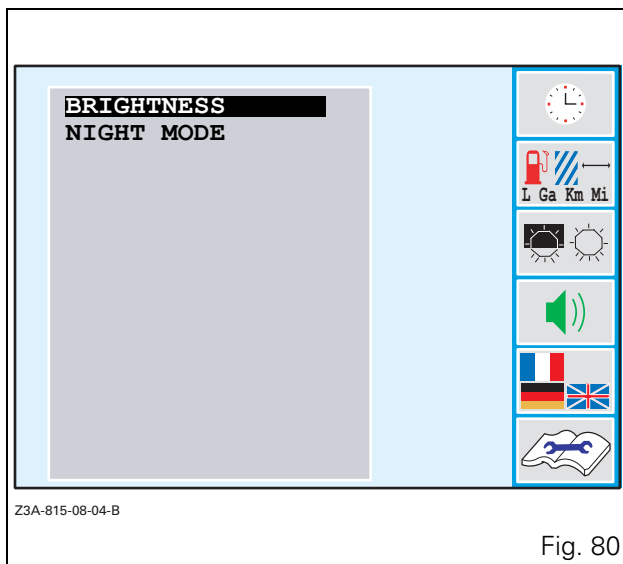 BRIGHTNESS
NIGHT MODE
L Ga Km Mi
Z3A-815-08-04-B
Fig. 80